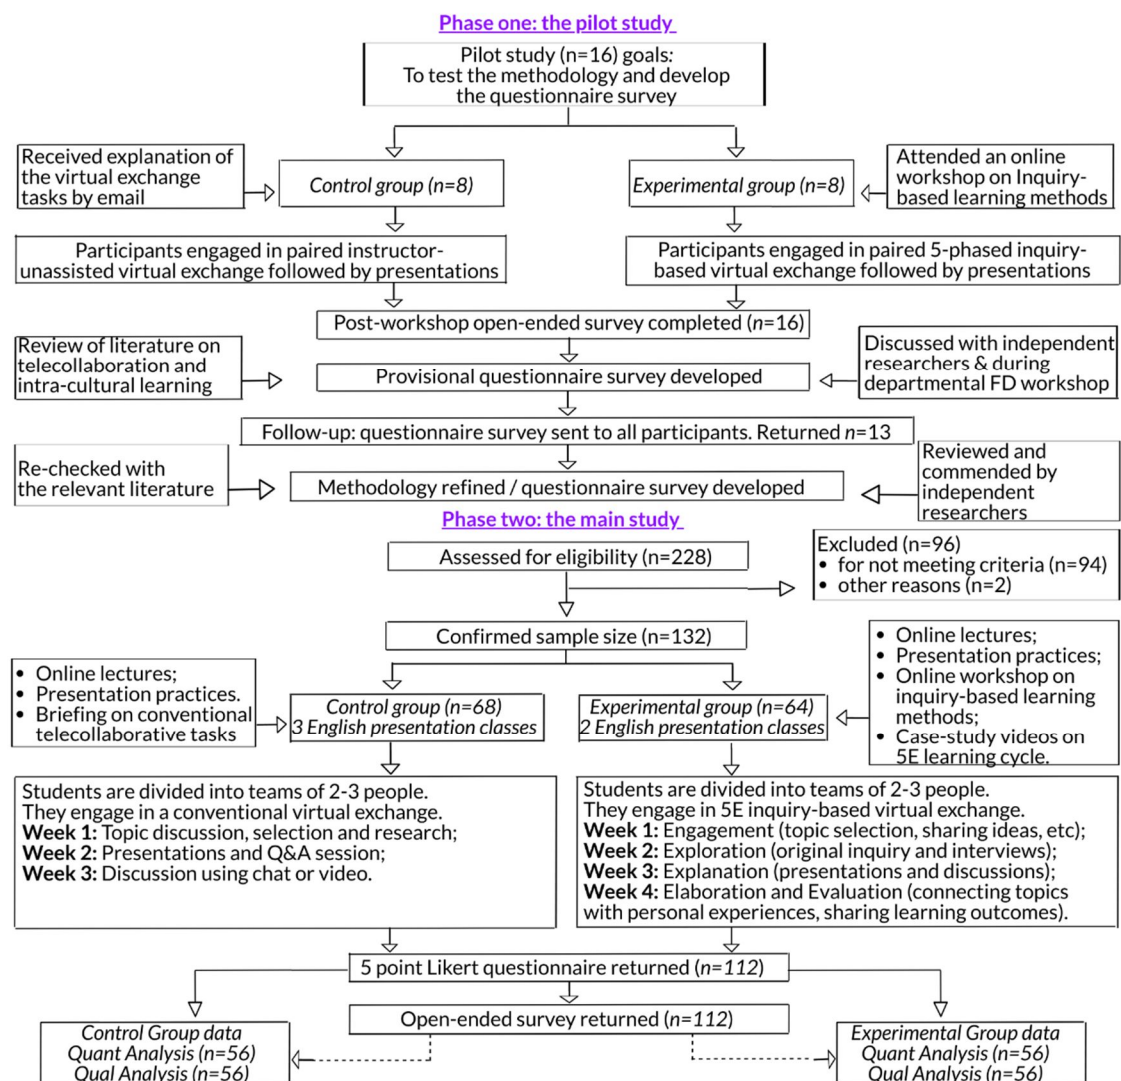 Phase one: the pilot study
Pilot study (n=16) goals:
To test the methodology and develop
the questionnaire survey
Received explanation of
the virtual exchange
tasks by email
Control group (n=8)
Experimental group (n=8)
Attended an online
workshop on Inquiry-
based learning methods
Participants engaged in paired instructor-
unassisted virtual exchange followed by presentations
Participants engaged in paired 5-phased inquiry-
based virtual exchange followed by presentations
Post-workshop open-ended survey completed (n=16)
Review of literature on
telecollaboration and
intra-cultural learning
Provisional questionnaire survey developed
Discussed with independent
researchers & during
departmental FD workshop
Follow-up: questionnaire survey sent to all participants. Returned n=13
Re-checked with
the relevant literature
Methodology refined / questionnaire survey developed
Reviewed and
commended by
independent
researchers
Phase two: the main study
Assessed for eligibility (n=228)
Excluded (n=96)
• for not meeting criteria (n=94)
• other reasons (n=2)
Confirmed sample size (n=132)
• Online lectures;
• Presentation practices.
• Briefing on conventional
telecollaborative tasks
Control group (n=68)
3 English presentation classes
Experimental group (n=64)
2 English presentation classes
• Online lectures;
• Presentation practices;
• Online workshop on
inquiry-based learning
methods;
• Case-study videos on
5E learning cycle.
Students are divided into teams of 2-3 people.
They engage in a conventional virtual exchange.
Week 1: Topic discussion, selection and research;
Week 2: Presentations and Q&A session;
Week 3: Discussion using chat or video.
Students are divided into teams of 2-3 people.
They engage in 5E inquiry-based virtual exchange.
Week 1: Engagement (topic selection, sharing ideas, etc);
Week 2: Exploration (original inquiry and interviews);
Week 3: Explanation (presentations and discussions);
Week 4: Elaboration and Evaluation (connecting topics
with personal experiences, sharing learning outcomes).
5 point Likert questionnaire returned (n=112)
Open-ended survey returned (n=112)
Control Group data
Quant Analysis (n=56)
Qual Analysis (n=56)
Experimental Group data
Quant Analysis (n=56)
Qual Analysis (n=56)